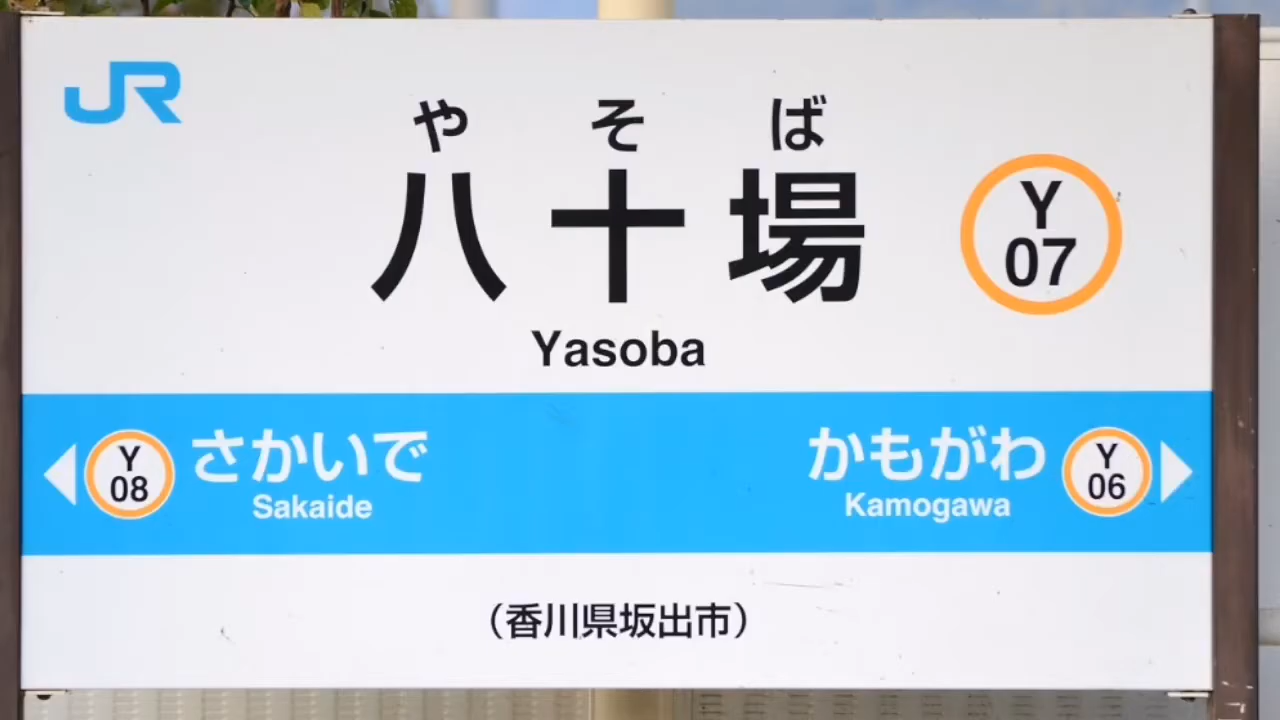 JR
やそば
八十場
Y
07
Yasoba
Y
08
さかいで
Sakaide
かもがわ
Kamogawa
Y
06
（香川県坂出市）